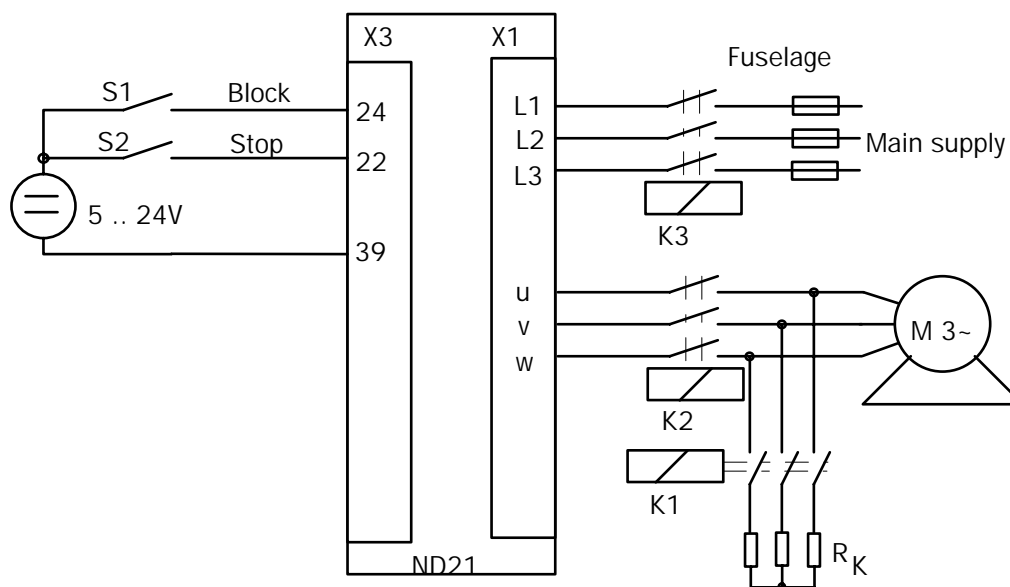 X3
X1
Fuselage
S1
Block
24
L1
S2
Stop
22
L2
Main supply
L3
5 .. 24V
K3
39
u
v
M 3~
w
K2
K1
ND21
RK